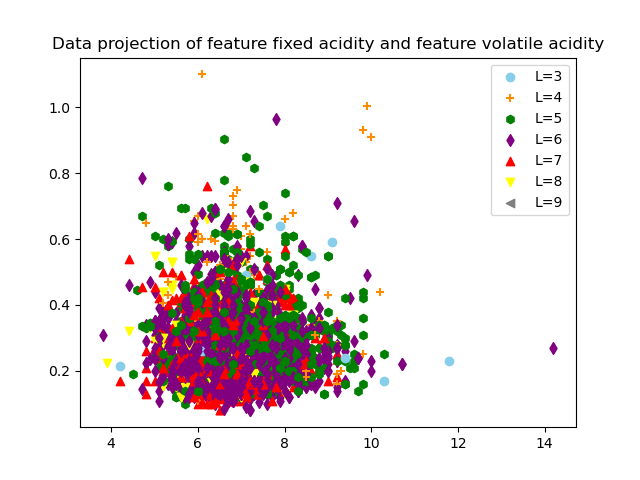 Data projection of feature fixed acidity and feature volatile acidity
L=3
L=4
L=5
L=6
L=7
L=8
L=9
1.0
0.8
0.6
0.4
0.2
4 6 8 10 12 14